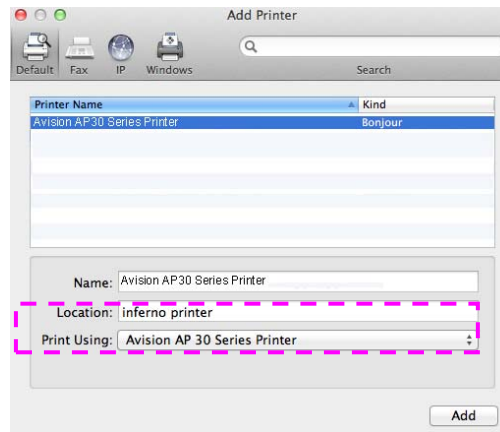 Add Printer
Default Fax IP Windows Search
Printer Name Kind
Avision AP30 Series Printer Bonjour
Name: Avision AP30 Series Printer
Location: inferno printer
Print Using: Avision AP 30 Series Printer
Add